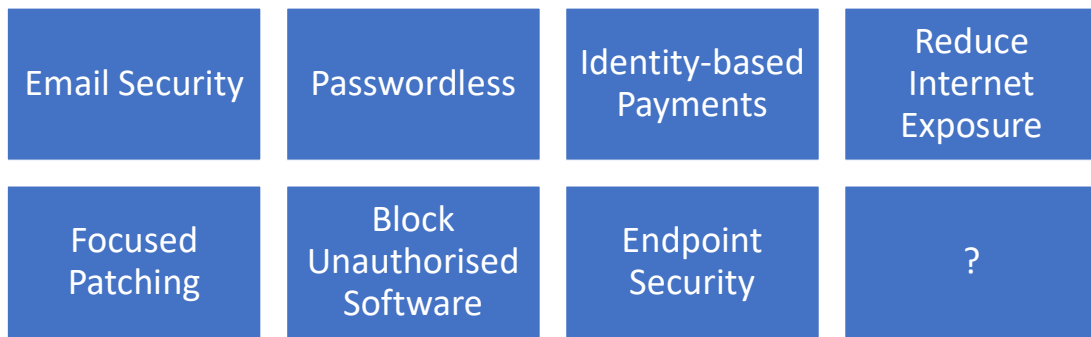 Email Security
Passwordless
Identity-based
Payments
Reduce
Internet
Exposure
Focused
Patching
Block
Unauthorised
Software
Endpoint
Security
?